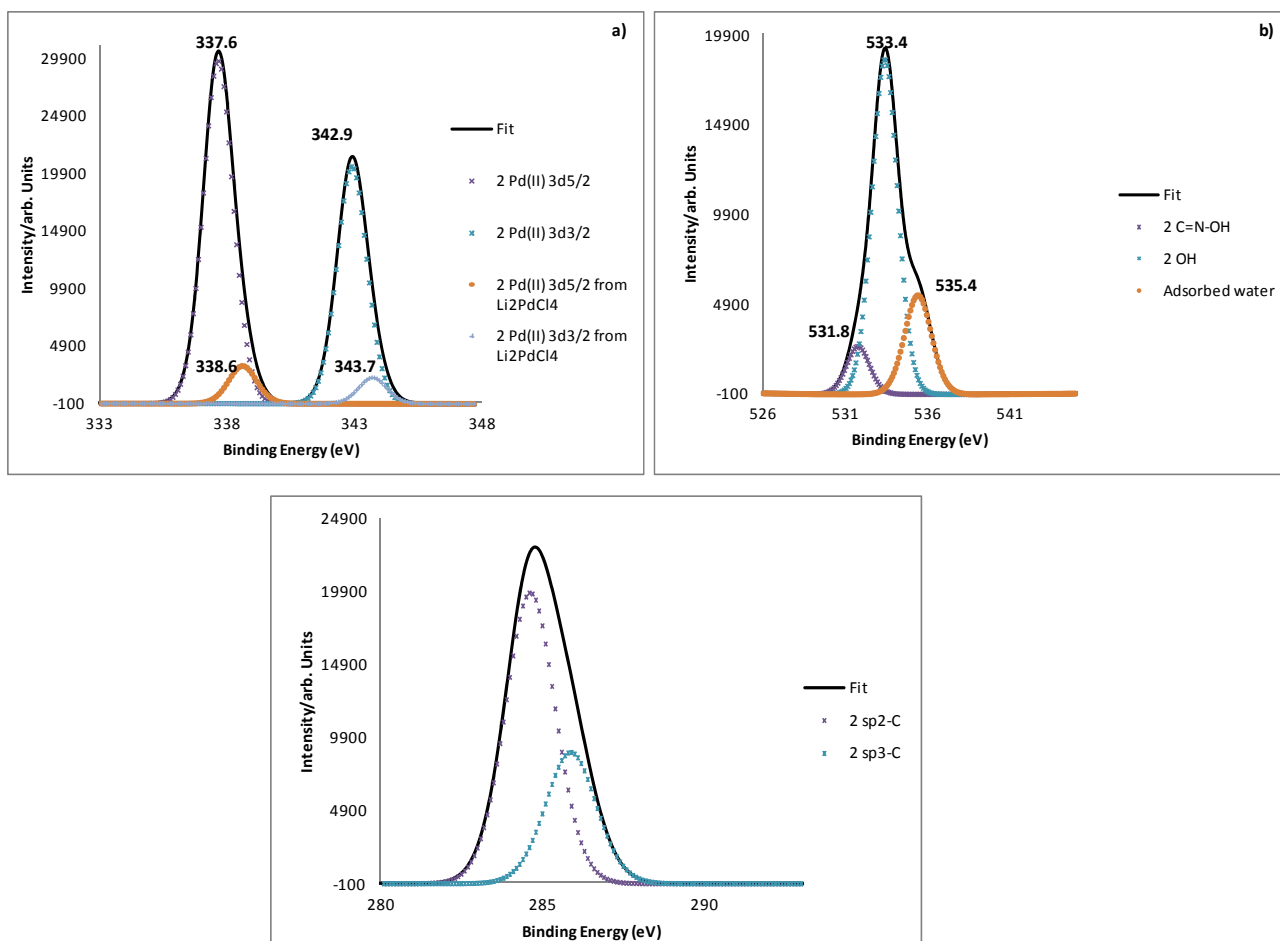 a)
337.6
342.9
338.6
343.7
29900
24900
19900
14900
9900
4900
-100
333
338
343
348
Intensity/arb. Units
Binding Energy (eV)
Fit
2 Pd(II) 3d5/2
2 Pd(II) 3d3/2
2 Pd(II) 3d5/2 from
Li2PdCl4
2 Pd(II) 3d3/2 from
Li2PdCl4
b)
533.4
535.4
531.8
19900
14900
9900
4900
-100
526
531
536
541
Intensity/arb. Units
Binding Energy (eV)
Fit
2 C=N-OH
2 OH
Adsorbed water
24900
19900
14900
9900
4900
-100
280
285
290
Intensity/arb. Units
Binding Energy (eV)
Fit
2 sp2-C
2 sp3-C